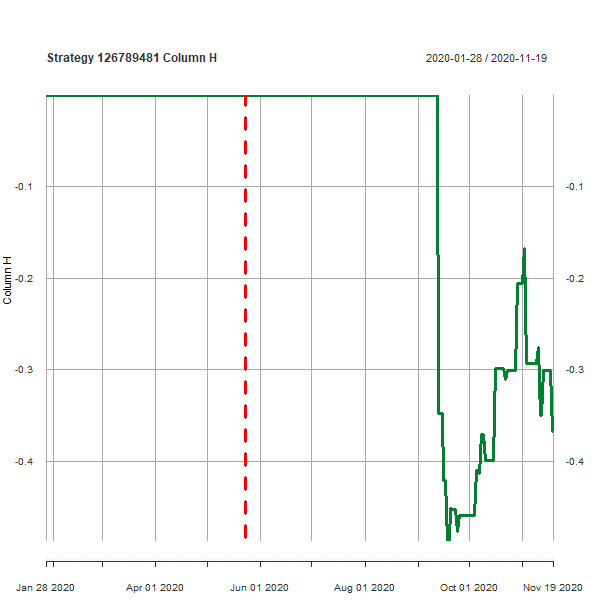 Strategy 126789481 Column H
2020-01-28 / 2020-11-19
-0.1 -0.1
-0.2 -0.2
Column H
-0.3 -0.3
-0.4 -0.4
Jan 28 2020 Apr 01 2020 Jun 01 2020 Aug 01 2020 Oct 01 2020 Nov 19 2020